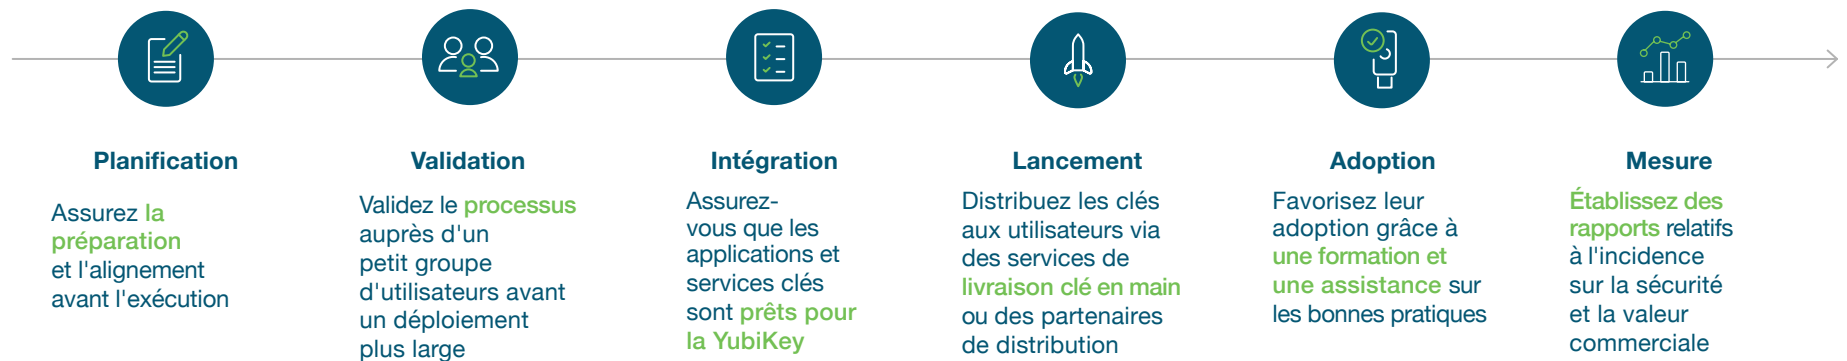 Planification
Assurez la
préparation
et l'alignement
avant l'exécution
Validation
Validez le processus
auprès d'un
petit groupe
d'utilisateurs avant
un déploiement
plus large
Intégration
Assurez-
vous que les
applications et
services clés
sont prêts pour
la YubiKey
Lancement
Distribuez les clés
aux utilisateurs via
des services de
livraison clé en main
ou des partenaires
de distribution
Adoption
Favorisez leur
adoption grâce à
une formation et
une assistance sur
les bonnes pratiques
Mesure
Établissez des
rapports relatifs
à l'incidence
sur la sécurité
et la valeur
commerciale